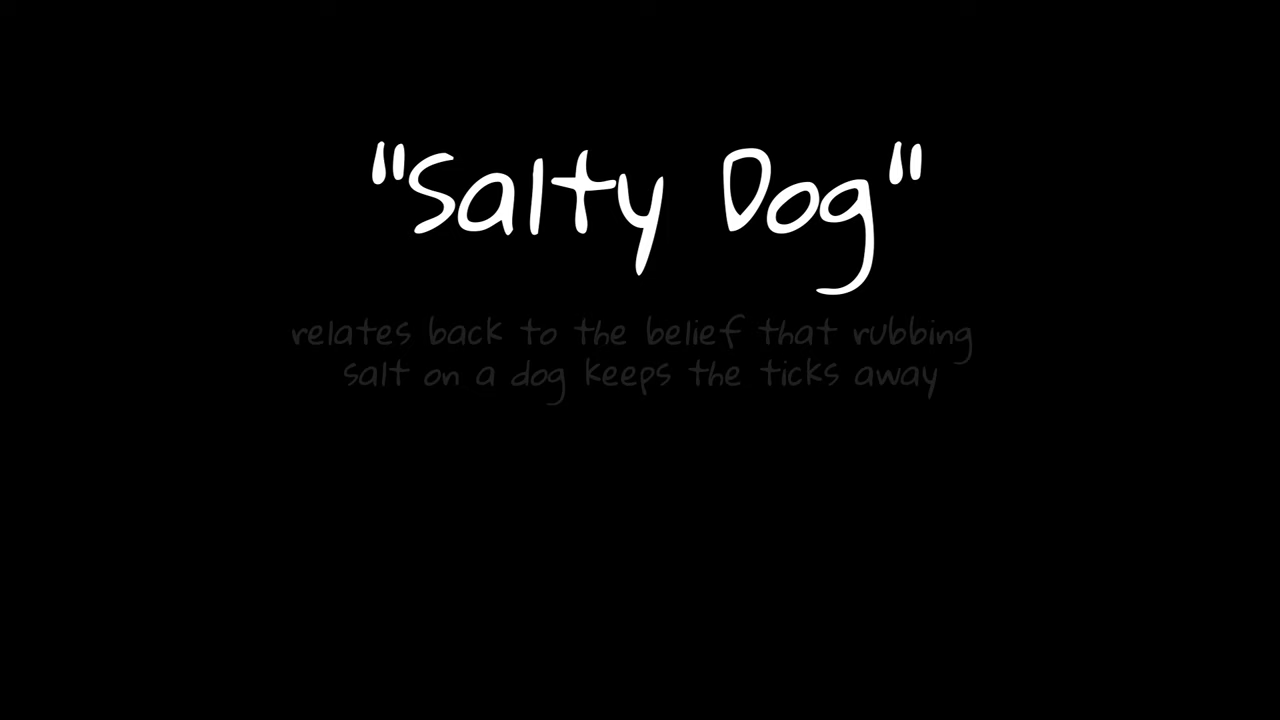 "Salty Dog"
relates back to the belief that rubbing
salt on a dog keeps the ticks away